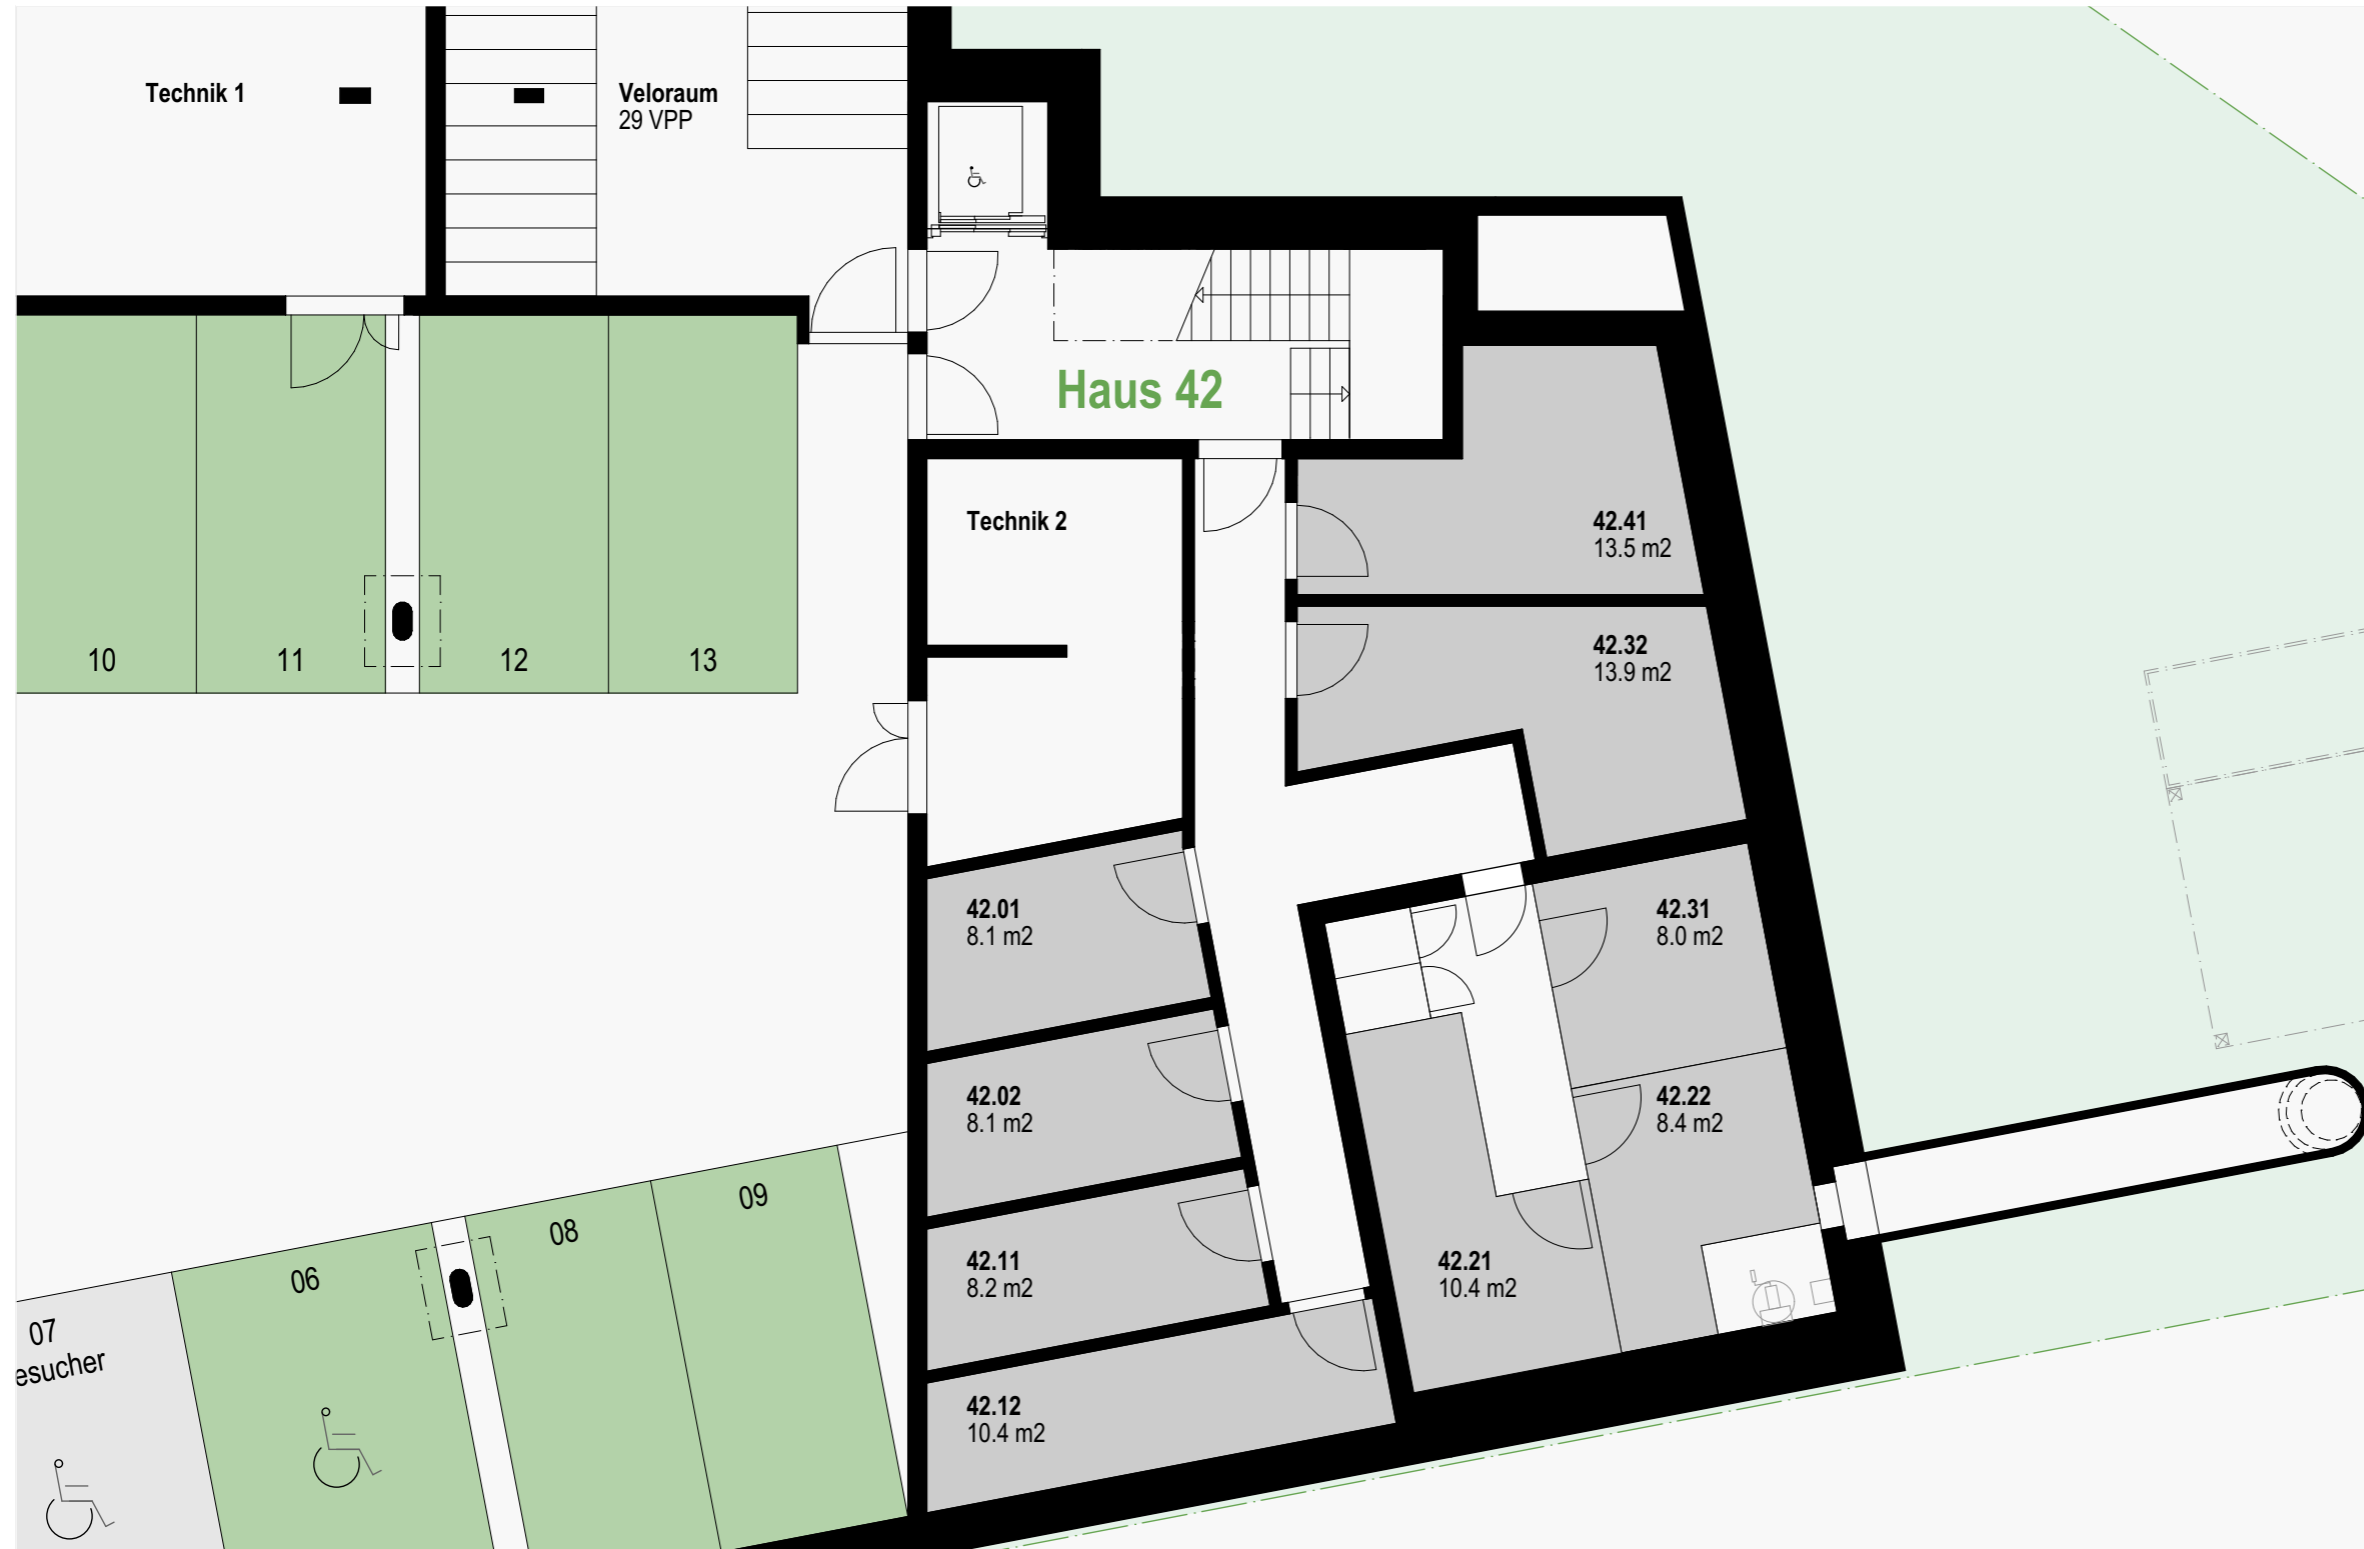 Technik 1
Veloraum
29 VPP
Haus 42
Technik 2
42.41
13.5 m2
42.32
13.9 m2
10
11
12
13
42.01
8.1 m2
42.31
8.0 m2
42.02
8.1 m2
42.22
8.4 m2
09
08
06
42.11
8.2 m2
42.21
10.4 m2
07
esucher
42.12
10.4 m2